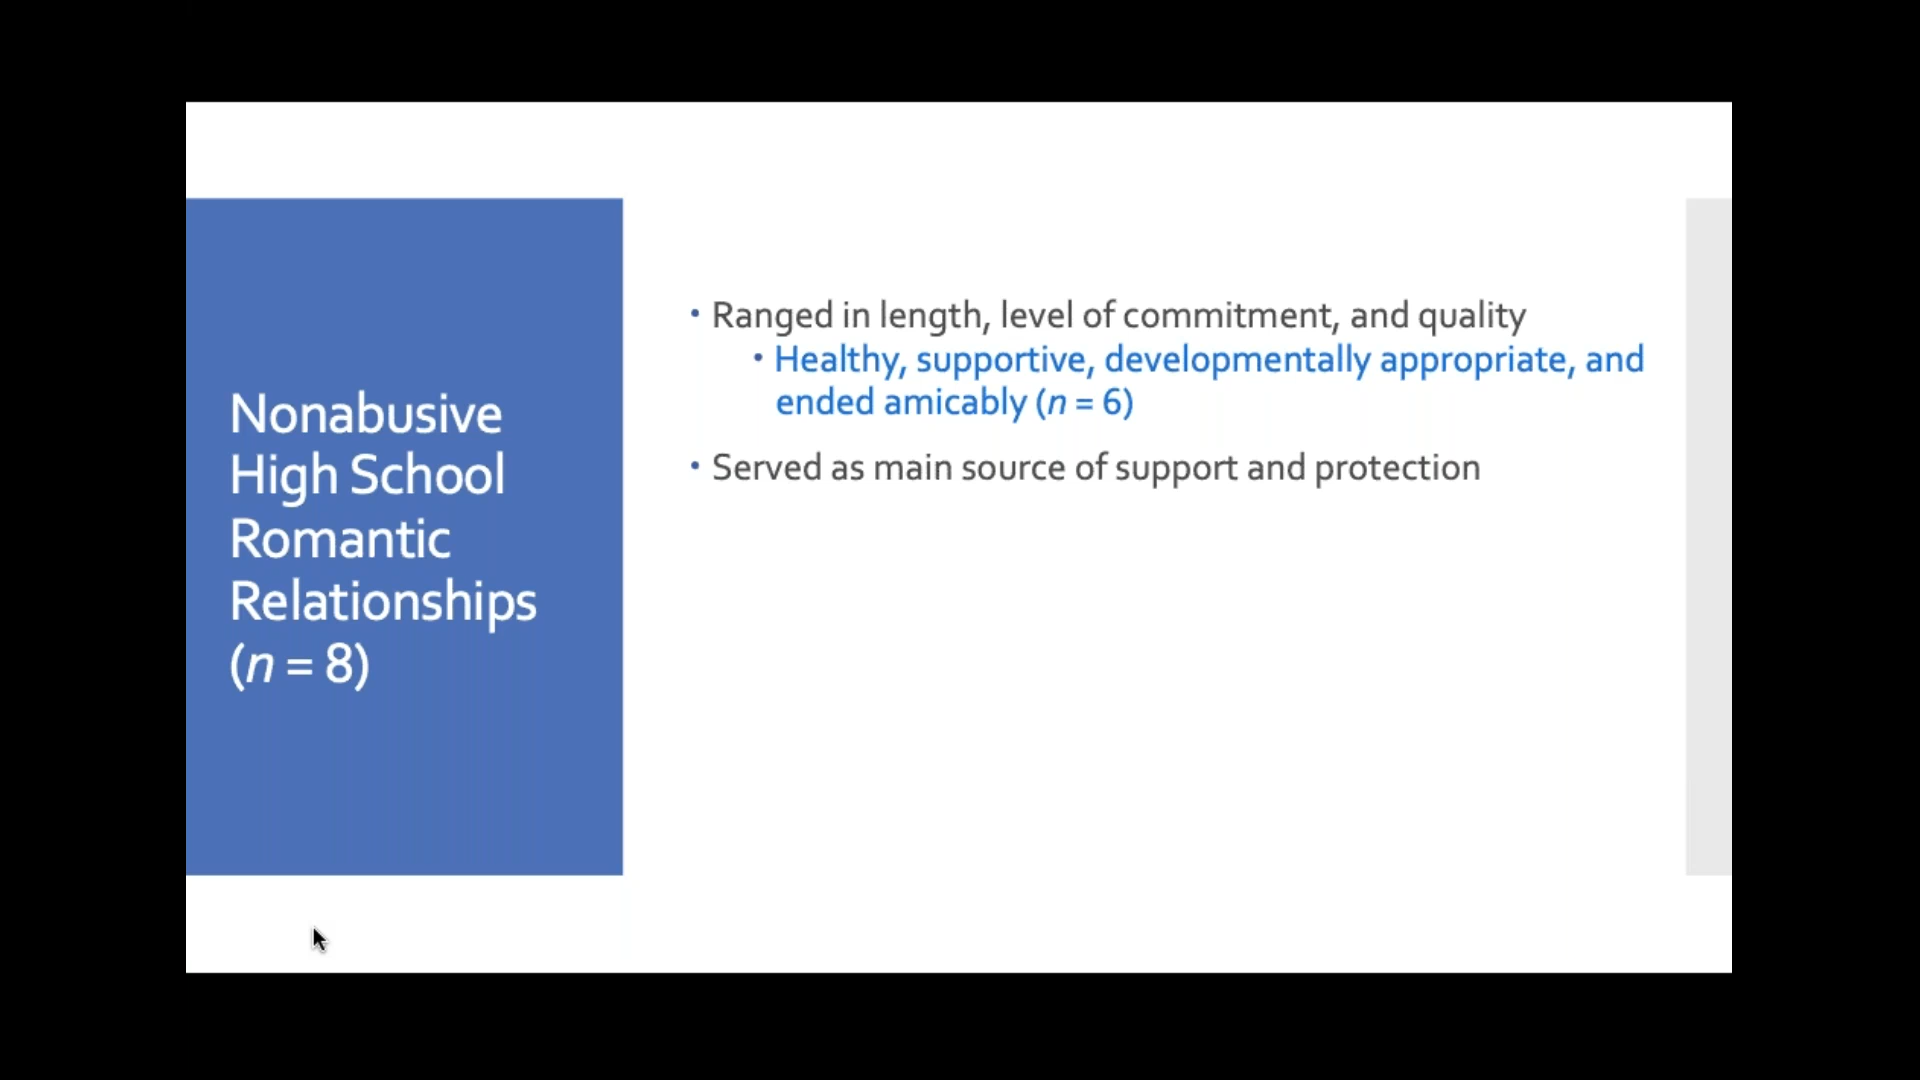 Nonabusive
High School
Romantic
Relationships
(n = 8)
• Ranged in length, level of commitment, and quality
• Healthy, supportive, developmentally appropriate, and
ended amicably (n = 6)
• Served as main source of support and protection